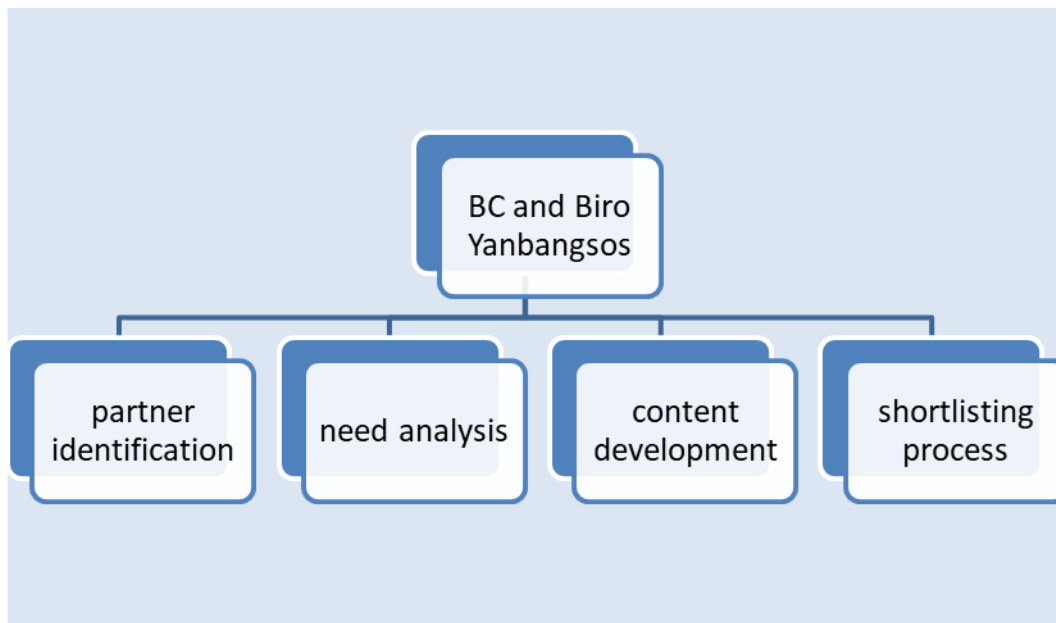 BC and Biro
Yanbangsos
partner
identification
need analysis
content
development
shortlisting
process